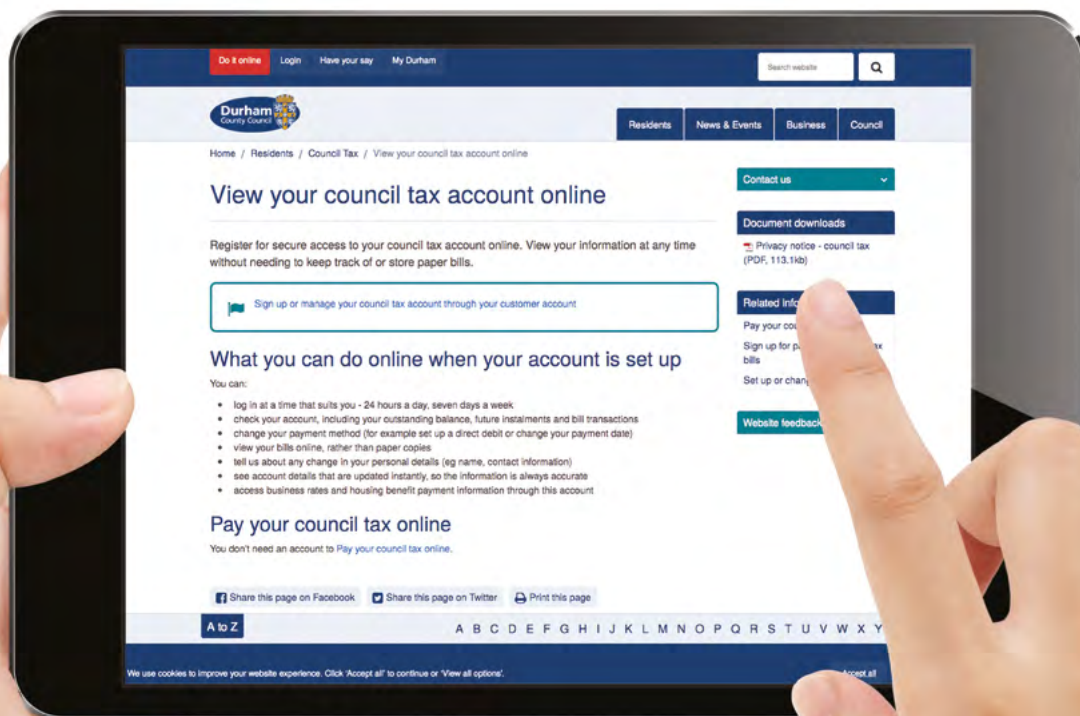 Do it online Login Have your say My Durham
Search website
Durham
County Council
Residents News & Events Business Council
Home / Residents / Council Tax / View your council tax account online
View your council tax account online
Register for secure access to your council tax account online. View your information at any time
without needing to keep track of or store paper bills.
Sign up or manage your council tax account through your customer account
What you can do online when your account is set up
You can:
• log in at a time that suits you - 24 hours a day, seven days a week
• check your account, including your outstanding balance, future instalments and bill transactions
• change your payment method (for example set up a direct debit or change your payment date)
• view your bills online, rather than paper copies
• tell us about any change in your personal details (eg name, contact information)
• see account details that are updated instantly, so the information is always accurate
• access business rates and housing benefit payment information through this account
Pay your council tax online
You don't need an account to Pay your council tax online.
Share this page on Facebook Share this page on Twitter Print this page
Contact us
Document downloads
Privacy notice - council tax
(PDF, 113.1kb)
Related
Pay your
Sign up for
bills
Set up or
Website feedback
A to Z A B C D E F G H I J K L M N O P Q R S T U V W X Y
We use cookies to improve your website experience. Click 'Accept all' to continue or 'View all options'.
Accept all